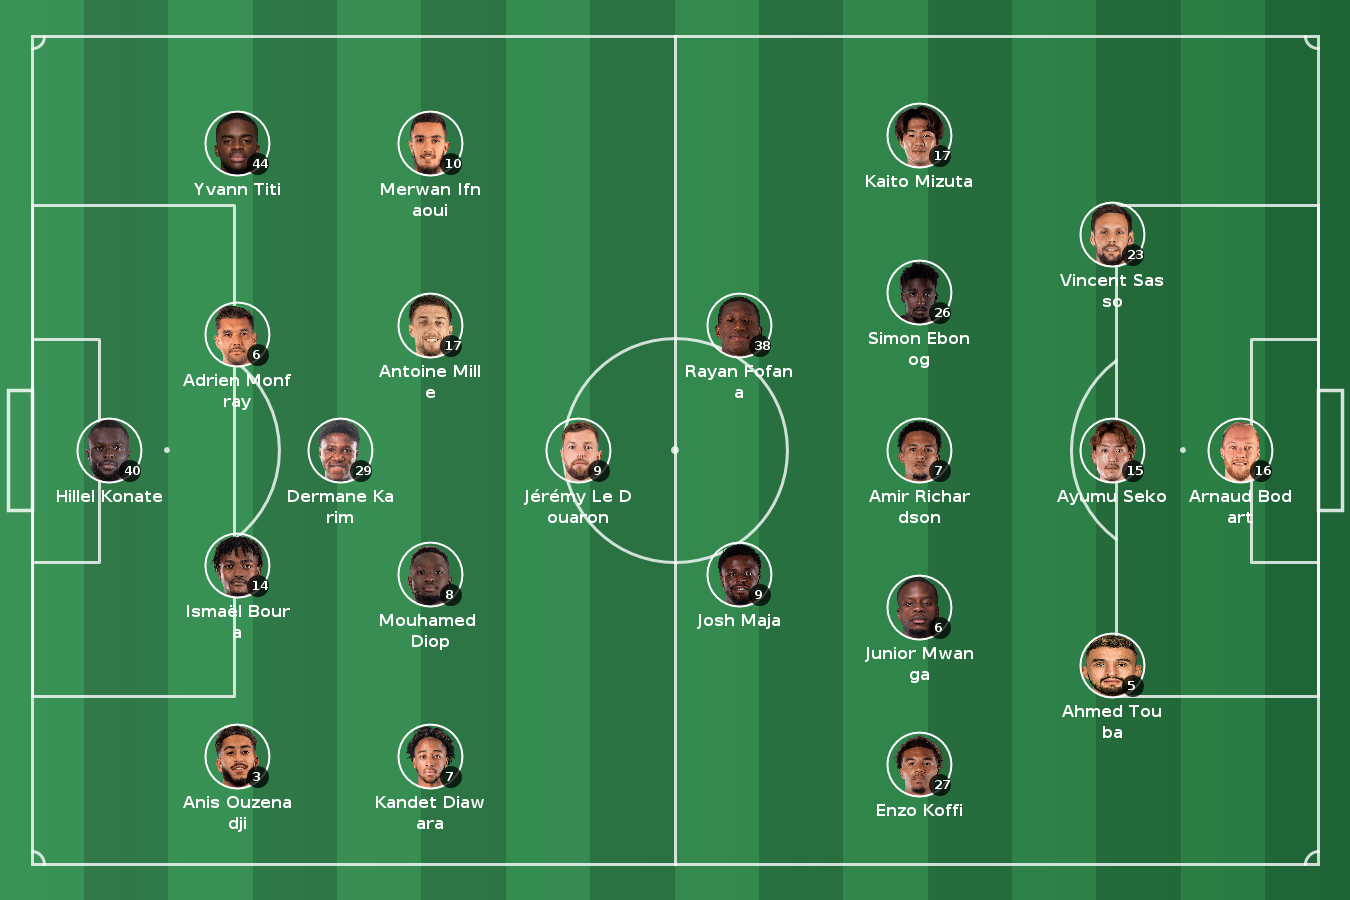 44
Yvann Titi
10
Merwan Ifn
aoui
6
Adrien Monf
ray
17
Antoine Mill
e
40
Hillel Konate
29
Dermane Ka
rim
9
Jérémy Le D
ouaron
14
Ismaël Bour
a
8
Mouhamed
Diop
3
Anis Ouzena
dji
7
Kandet Diaw
ara
38
Rayan Fofan
a
9
Josh Maja
17
Kaito Mizuta
26
Simon Ebon
og
7
Amir Richar
dson
6
Junior Mwan
ga
27
Enzo Koffi
23
Vincent Sas
so
15
Ayumu Seko
5
Ahmed Tou
ba
16
Arnaud Bod
art